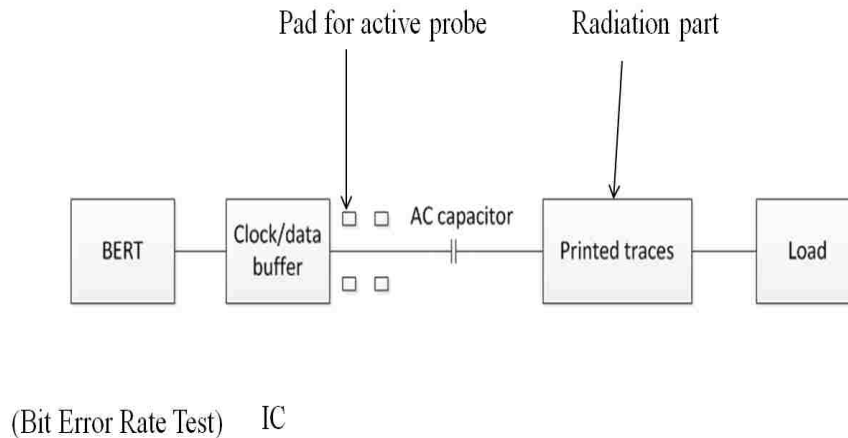 Pad for active probe
Radiation part
AC capacitor
BERT
Clock/data
buffer
Printed traces
Load
(Bit Error Rate Test)
IC